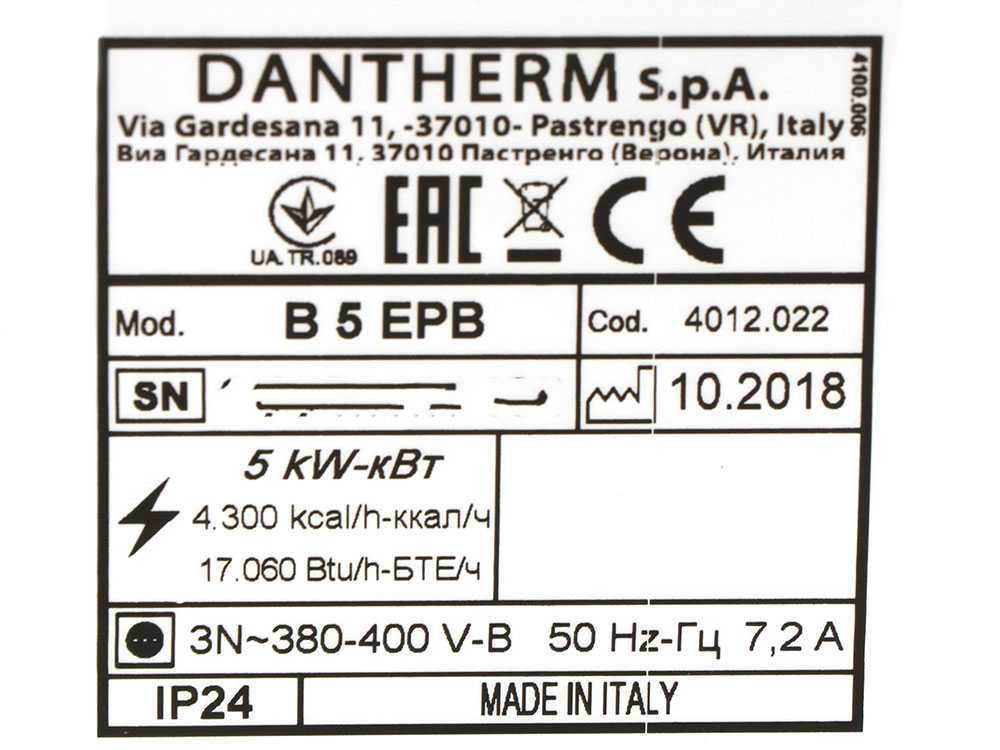 DANTHERM S.p.A.
4100.006
Via Gardesana 11, -37010- Pastrengo (VR), Italy
Виа Гардесана 11, 37010 Пастренго (Верона), Италия
UA.TR.089
EAC
CE
Mod. B 5 EPB
Cod. 4012.022
SN
10.2018
5 kW-кВт
4.300 kcal/h-ккал/ч
17.060 Btu/h-БТЕ/ч
3N~380-400 V-В 50 Hz-Гц 7,2 A
IP24
MADE IN ITALY